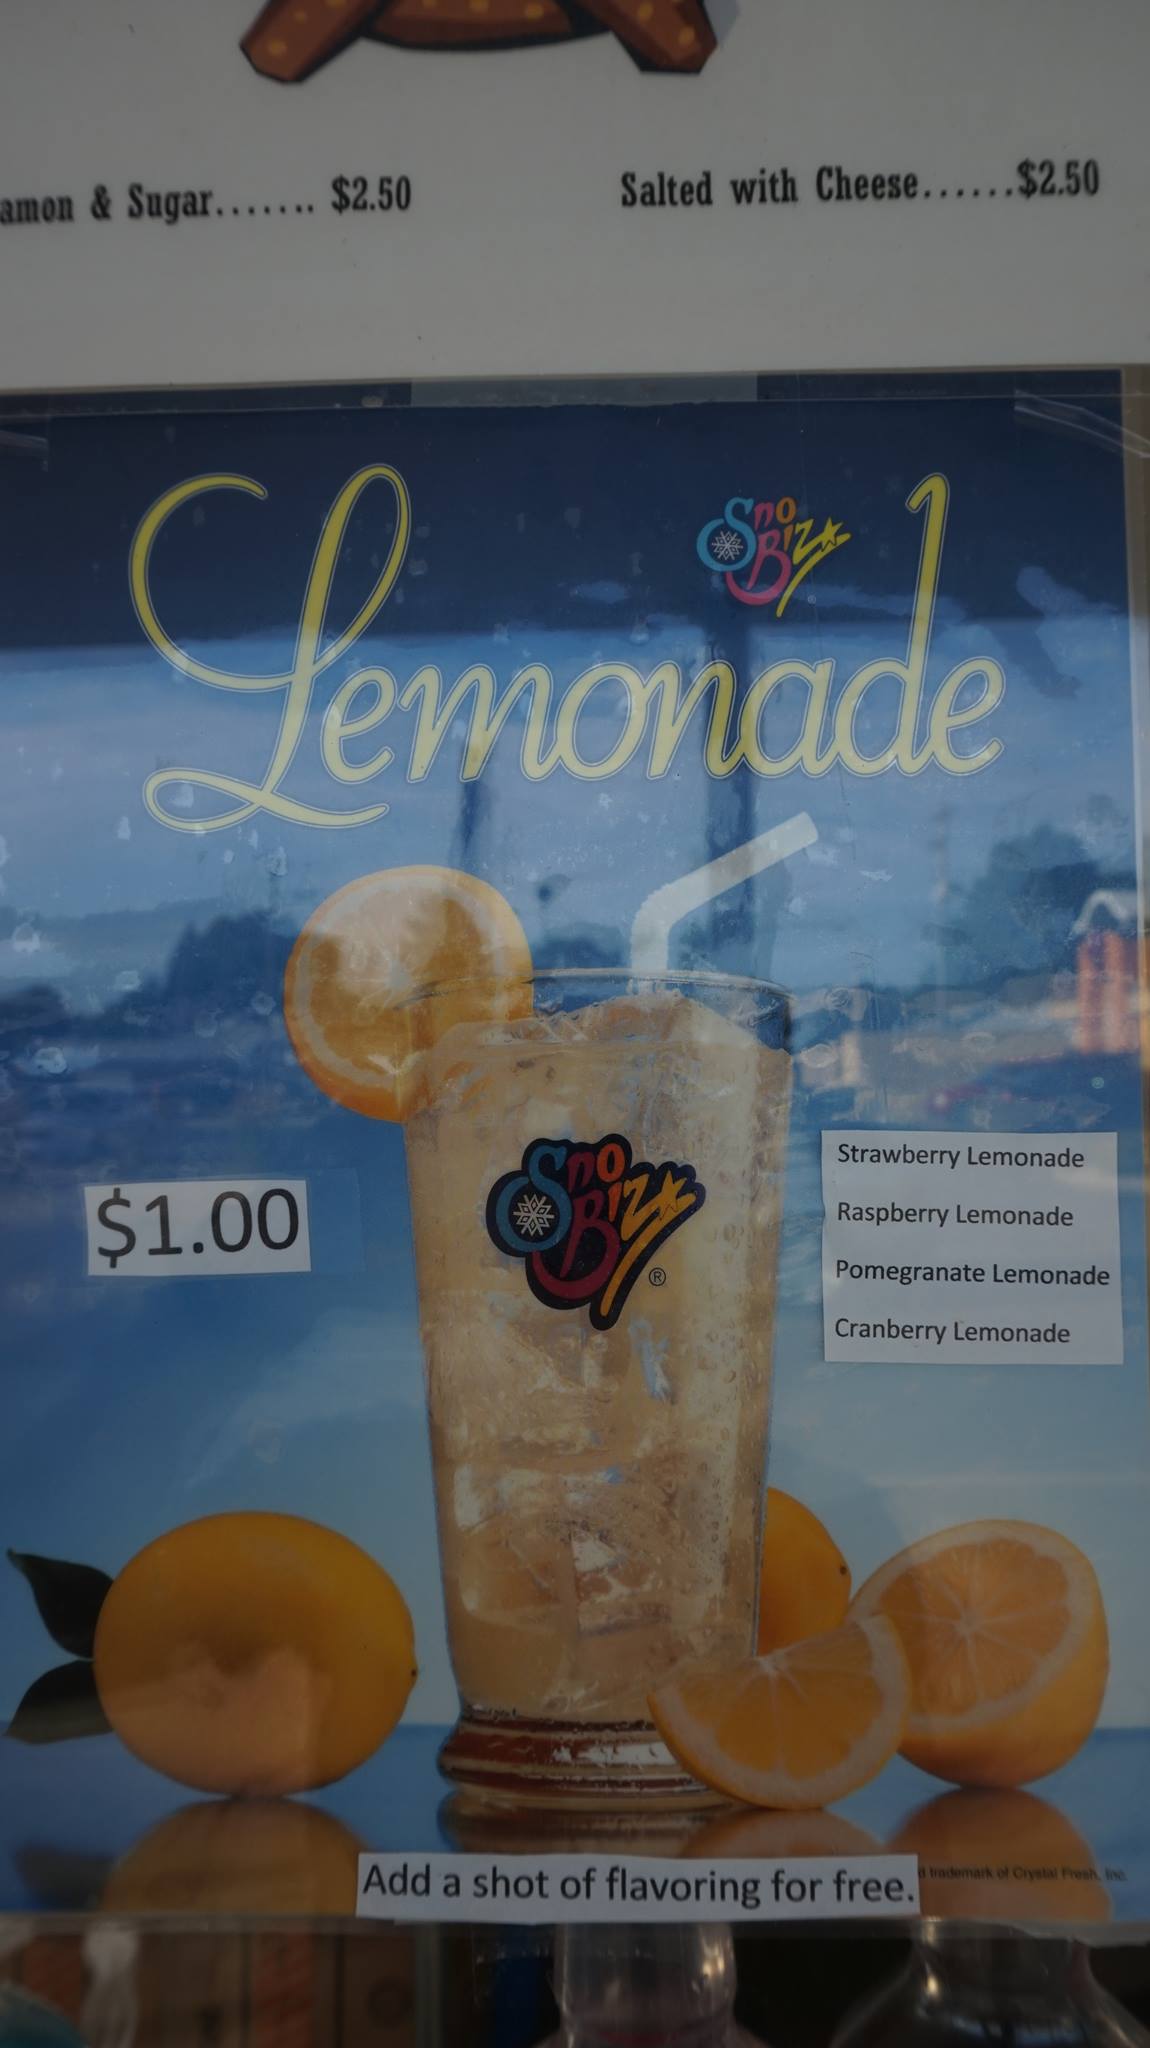 amon & Sugar....... $2.50
Salted with Cheese......$2.50
Lemonade
Sno
Biz
Sno
Biz
®
$1.00
Strawberry Lemonade
Raspberry Lemonade
Pomegranate Lemonade
Cranberry Lemonade
d trademark of Crystal Fresh, Inc.
Add a shot of flavoring for free.